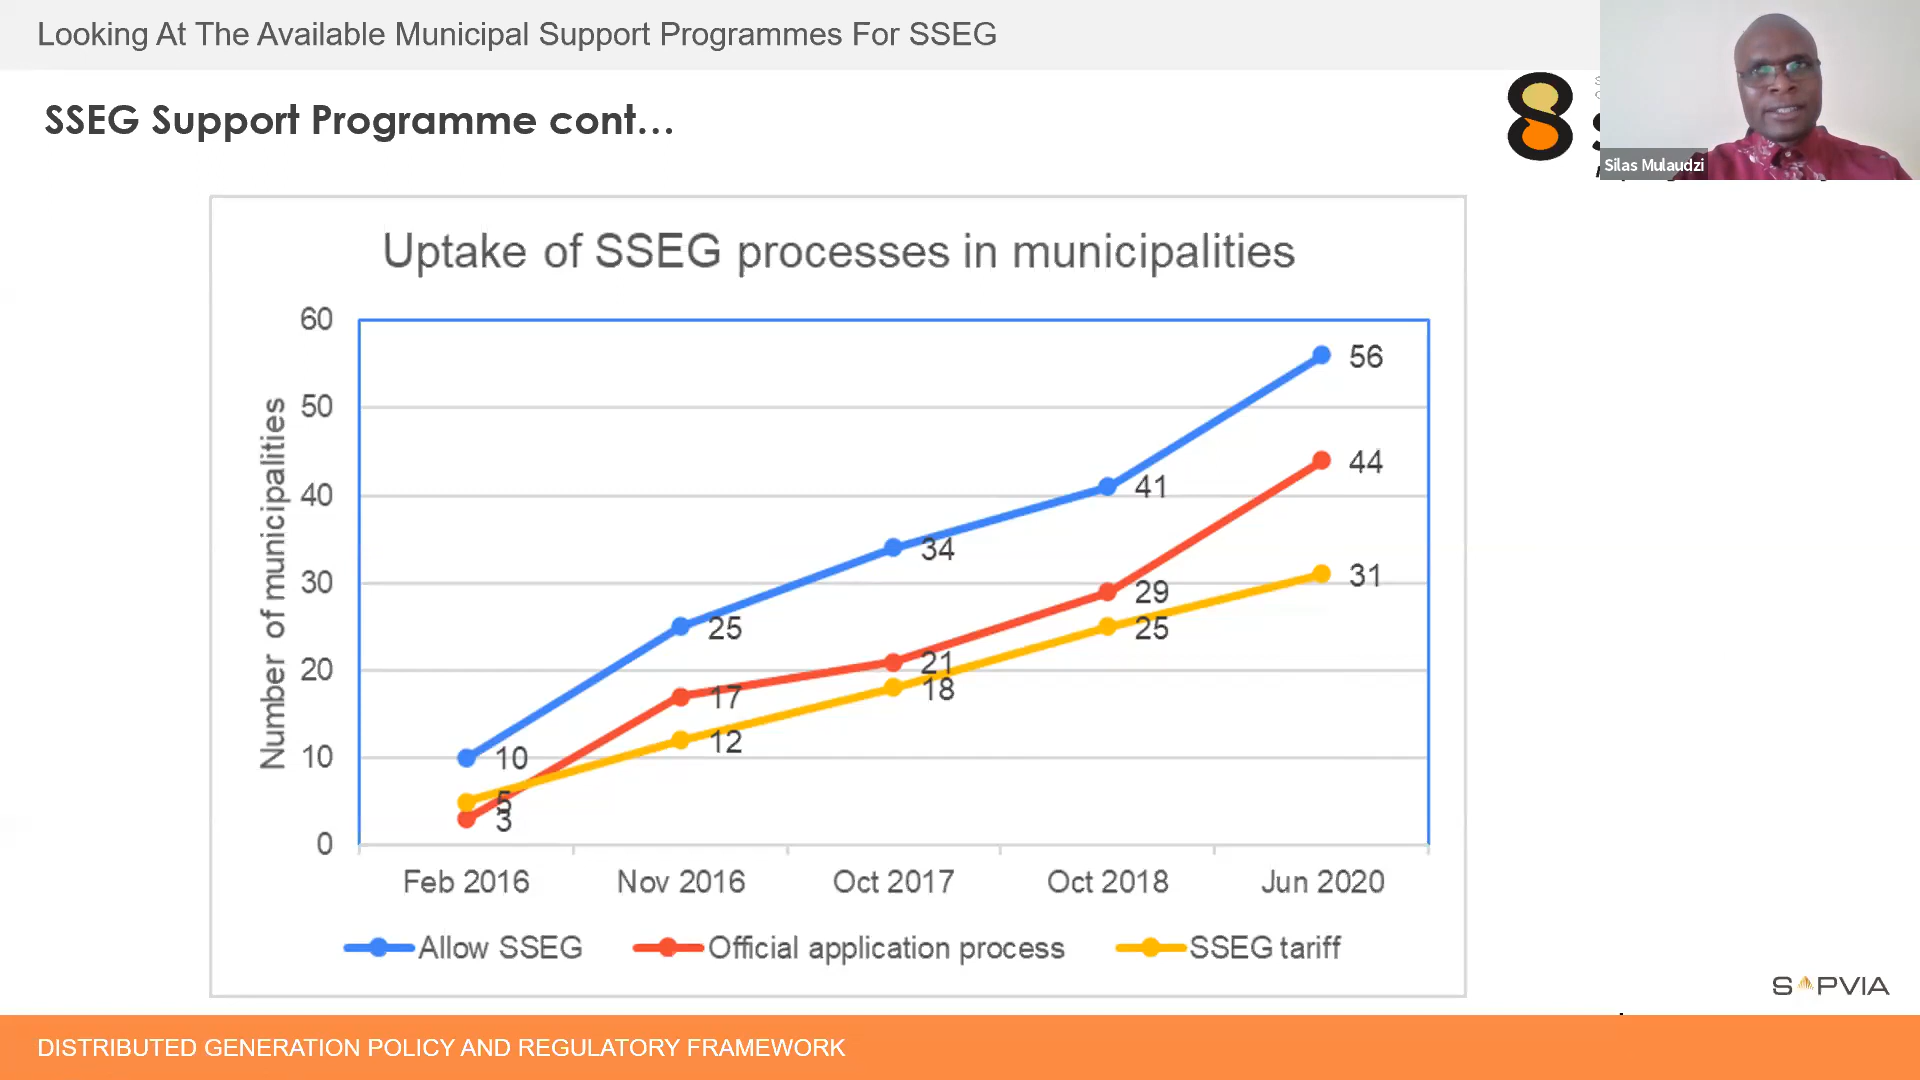 Looking At The Available Municipal Support Programmes For SSEG
SSEG Support Programme cont...
Silas Mulaudzi
Uptake of SSEG processes in municipalities
Number of municipalities
60
50
40
30
20
10
0
56
44
41
34
31
29
25
25
21
18
17
12
10
5
3
Feb 2016 Nov 2016 Oct 2017 Oct 2018 Jun 2020
Allow SSEG Official application process SSEG tariff
SAPVIA
DISTRIBUTED GENERATION POLICY AND REGULATORY FRAMEWORK